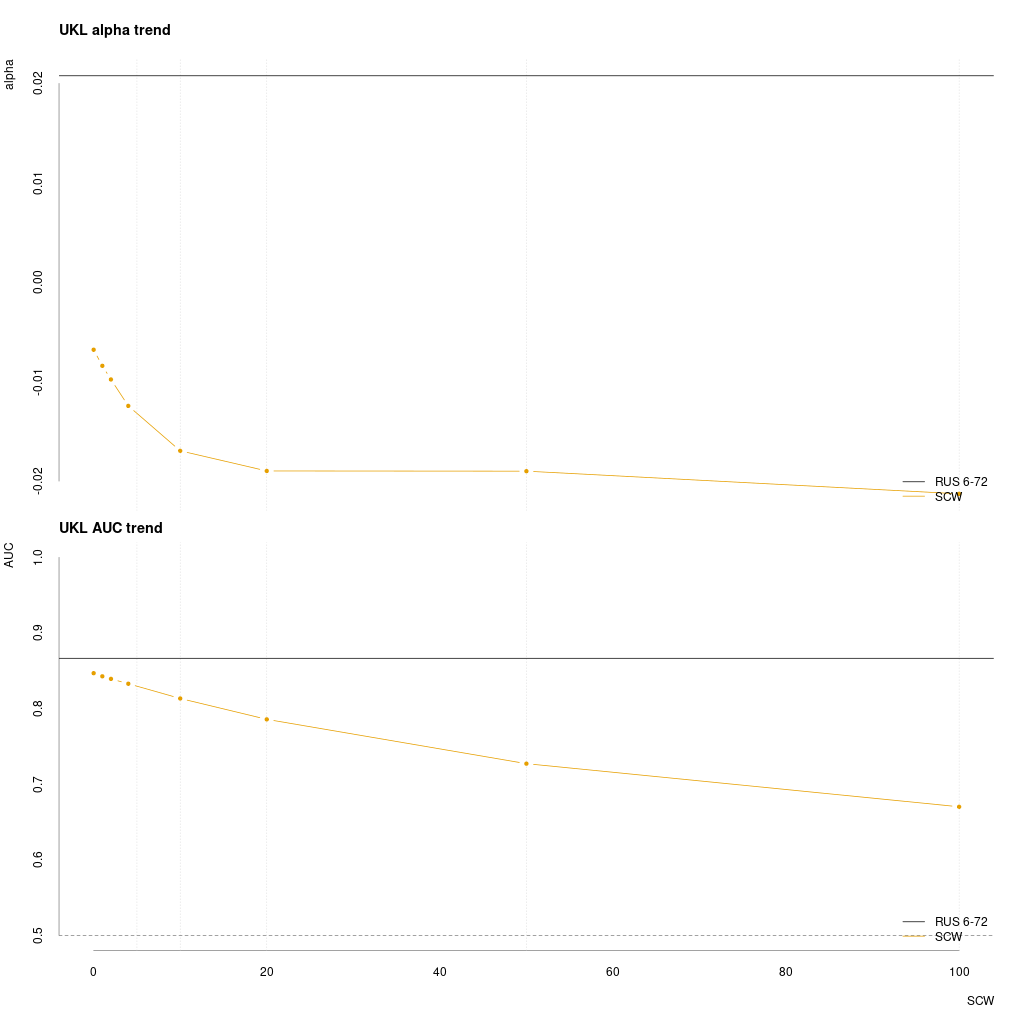 UKL alpha trend
alpha
0.02
0.01
0.00
-0.01
-0.02
RUS 6-72
SCW
UKL AUC trend
AUC
1.0
0.9
0.8
0.7
0.6
0.5
RUS 6-72
SCW
0 20 40 60 80 100
SCW